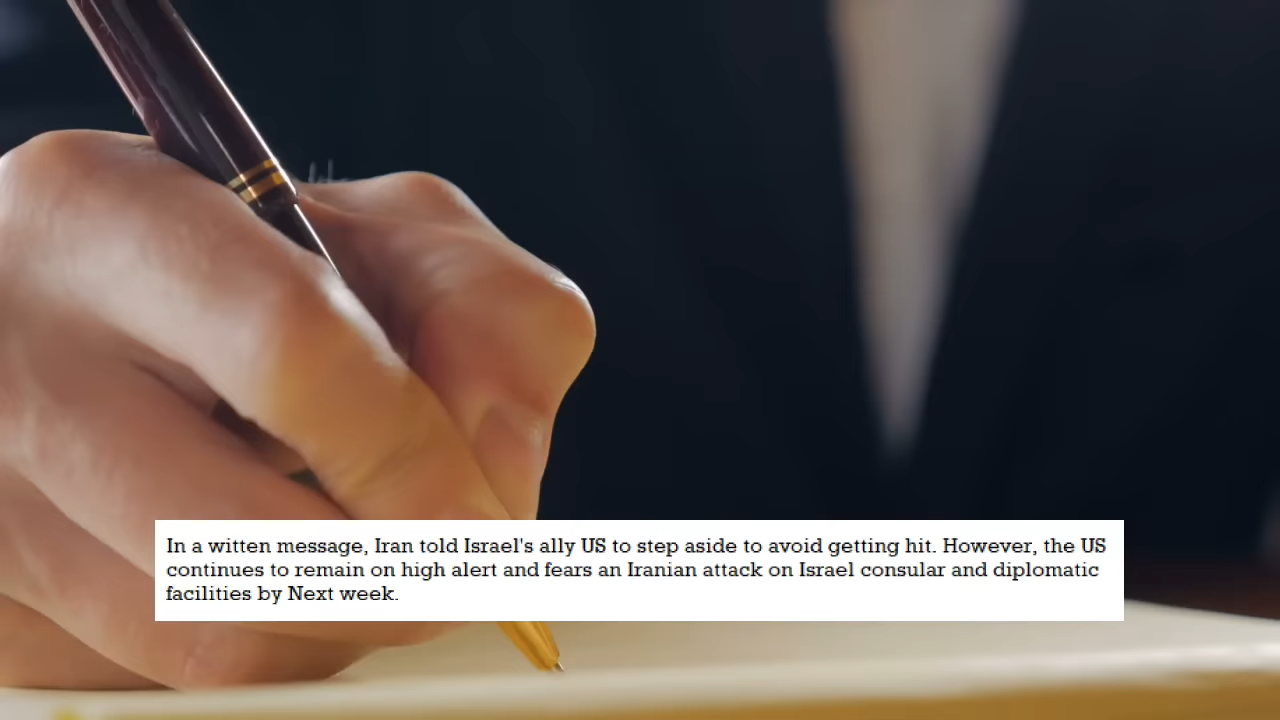 In a witten message, Iran told Israel's ally US to step aside to avoid getting hit. However, the US
continues to remain on high alert and fears an Iranian attack on Israel consular and diplomatic
facilities by Next week.